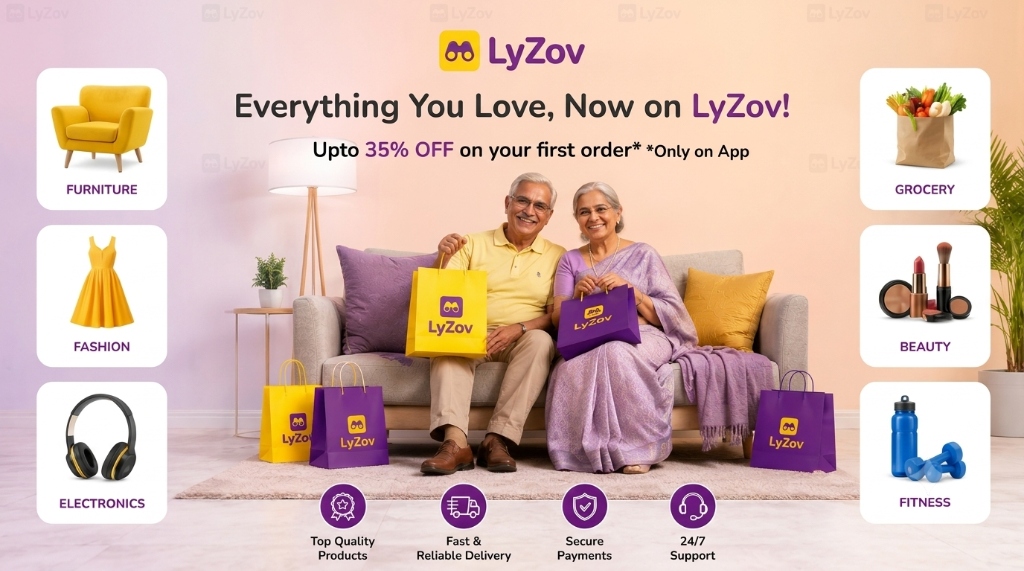 LyZov
Everything You Love, Now on LyZov!
Upto 35% OFF on your first order* *Only on App
FURNITURE
FASHION
ELECTRONICS
GROCERY
BEAUTY
FITNESS
LyZov
LyZov
LyZov
LyZov
LyZov
Top Quality
Products
Fast &
Reliable Delivery
Secure
Payments
24/7
Support